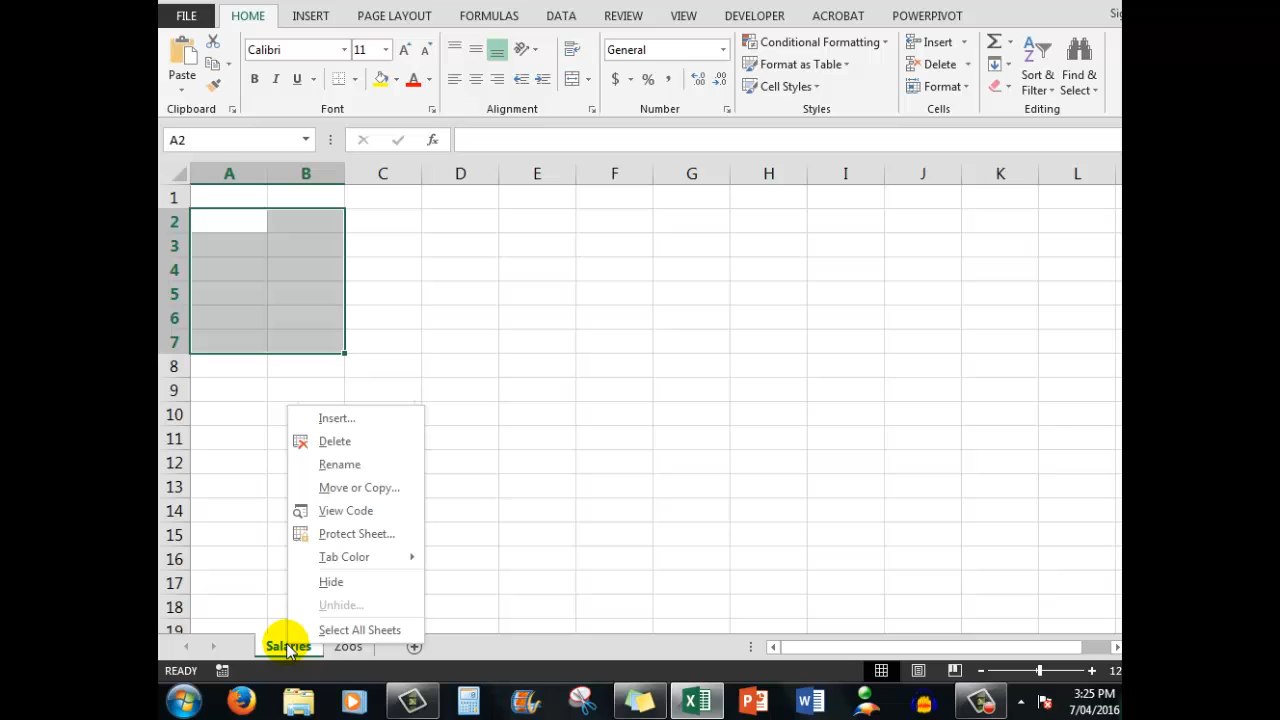 FILE HOME INSERT PAGE LAYOUT FORMULAS DATA REVIEW VIEW DEVELOPER ACROBAT POWERPIVOT Sig
Calibri 11 General Conditional Formatting Insert
Paste Format as Table Delete Sort & Find &
B I U A $ % , Cell Styles Format Filter Select
Clipboard Font Alignment Number Styles Cells Editing
A2 fx
A B C D E F G H I J K L
1
2
3
4
5
6
7
8
9
10
11
12
13
14
15
16
17
18
19
Insert...
Delete
Rename
Move or Copy...
View Code
Protect Sheet...
Tab Color
Hide
Unhide...
Select All Sheets
Salaries Zoos
READY 12
3:25 PM
7/04/2016